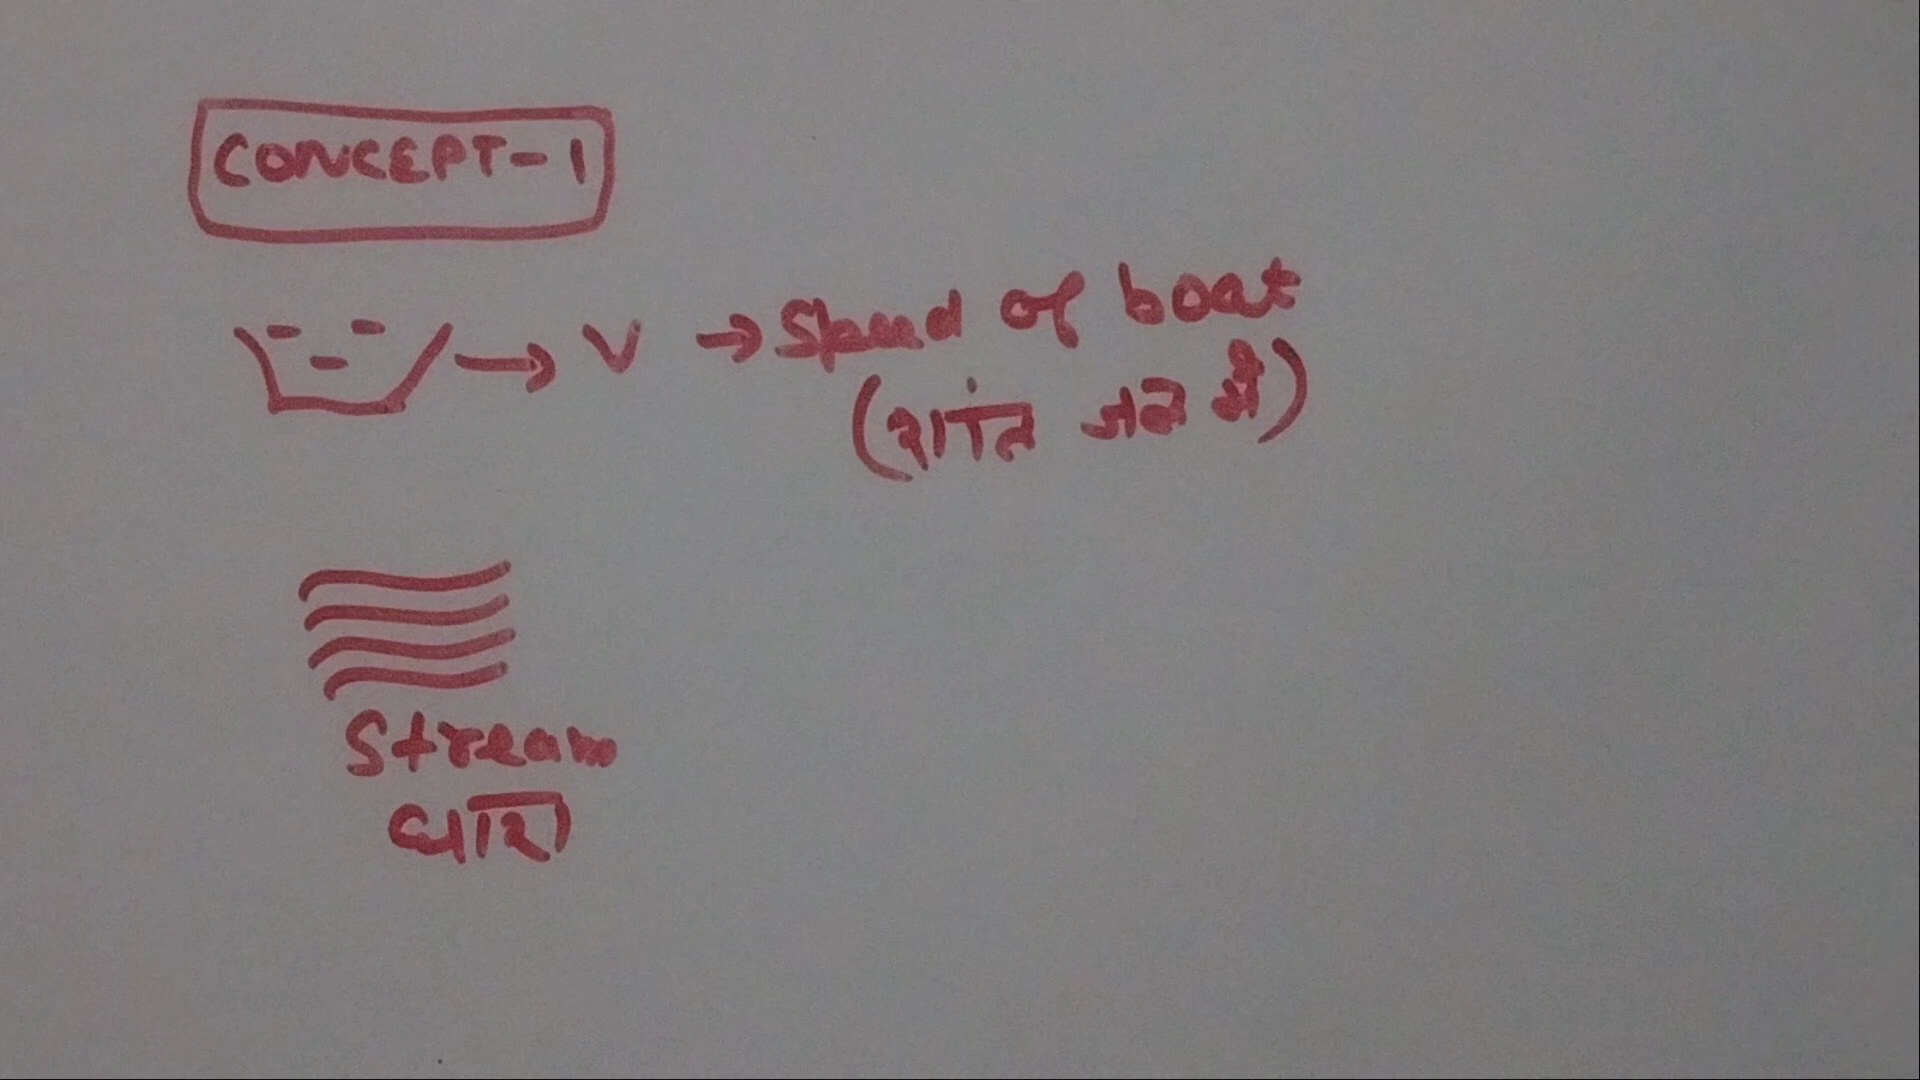 CONCEPT-1
→ V → Speed of boat
(शांत जल में)
Stream
धारा